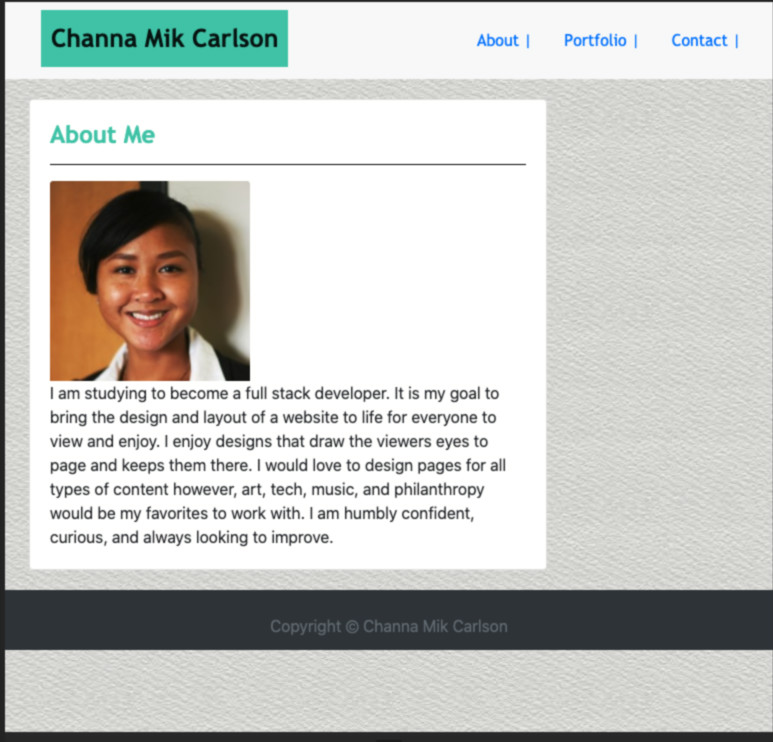 Channa Mik Carlson
About | Portfolio | Contact |
About Me
I am studying to become a full stack developer. It is my goal to
bring the design and layout of a website to life for everyone to
view and enjoy. I enjoy designs that draw the viewers eyes to
page and keeps them there. I would love to design pages for all
types of content however, art, tech, music, and philanthropy
would be my favorites to work with. I am humbly confident,
curious, and always looking to improve.
Copyright © Channa Mik Carlson